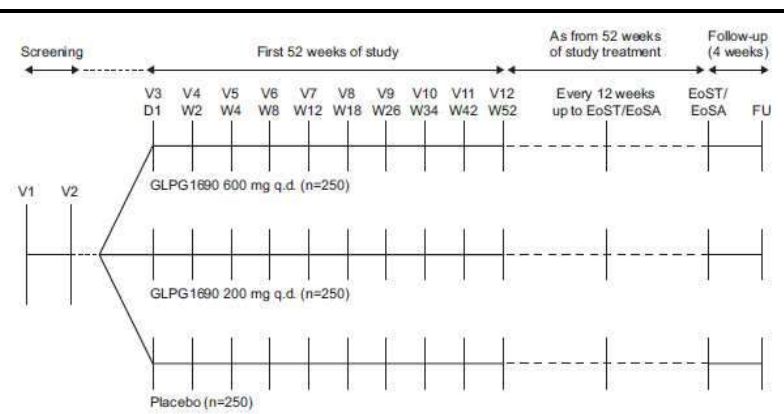 Screening
First 52 weeks of study
As from 52 weeks
of study treatment
Follow-up
(4 weeks)
V3 V4 V5 V6 V7 V8 V9 V10 V11 V12
D1 W2 W4 W8 W12 W18 W26 W34 W42 W52
Every 12 weeks
up to EoST/EoSA
EoST/
EoSA
FU
GLPG1690 600 mg q.d. (n=250)
V1 V2
GLPG1690 200 mg q.d. (n=250)
Placebo (n=250)